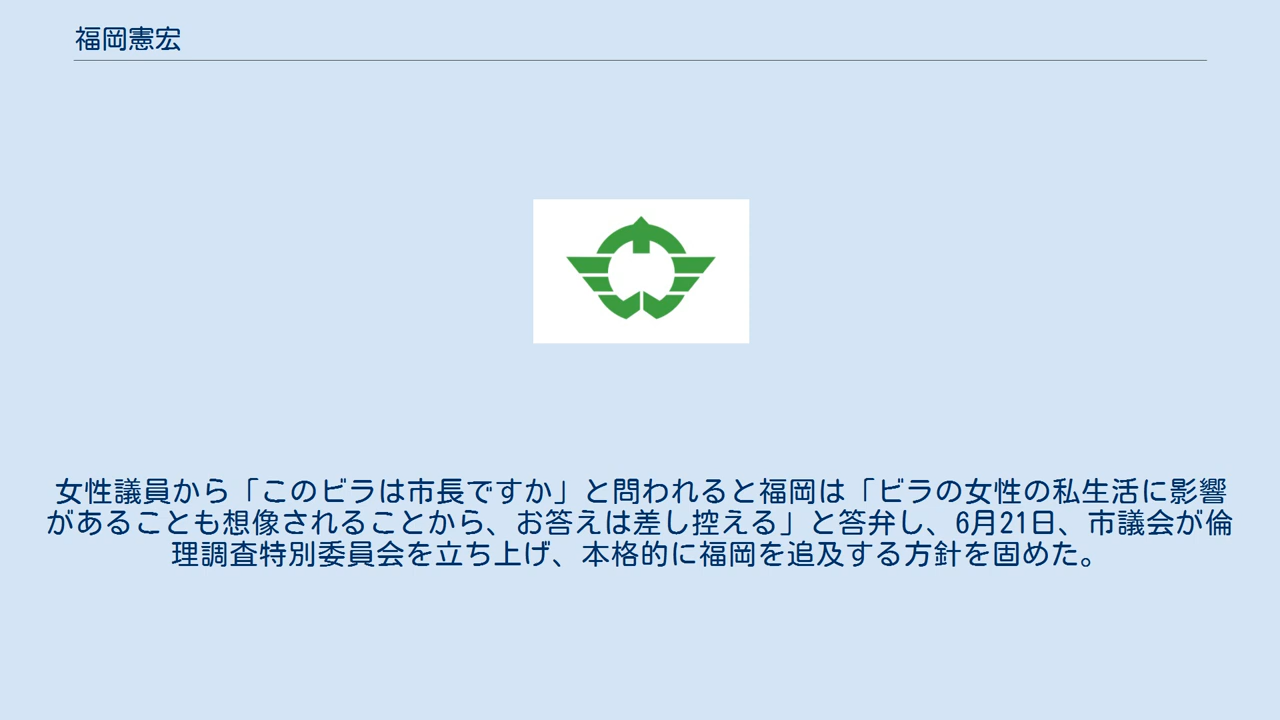 福岡憲宏
女性議員から「このビラは市長ですか」と問われると福岡は「ビラの女性の私生活に影響
があることも想像されることから、お答えは差し控える」と答弁し、6月21日、市議会が倫
理調査特別委員会を立ち上げ、本格的に福岡を追及する方針を固めた。